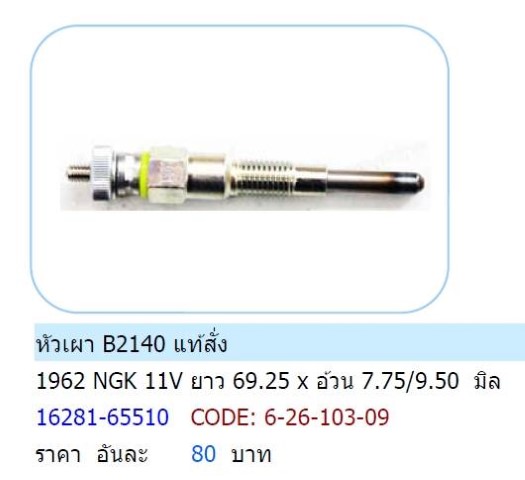 หัวเผา B2140 แท้สั่ง
1962 NGK 11V ยาว 69.25 x อ้วน 7.75/9.50 มิล
16281-65510 CODE: 6-26-103-09
ราคา อันละ 80 บาท